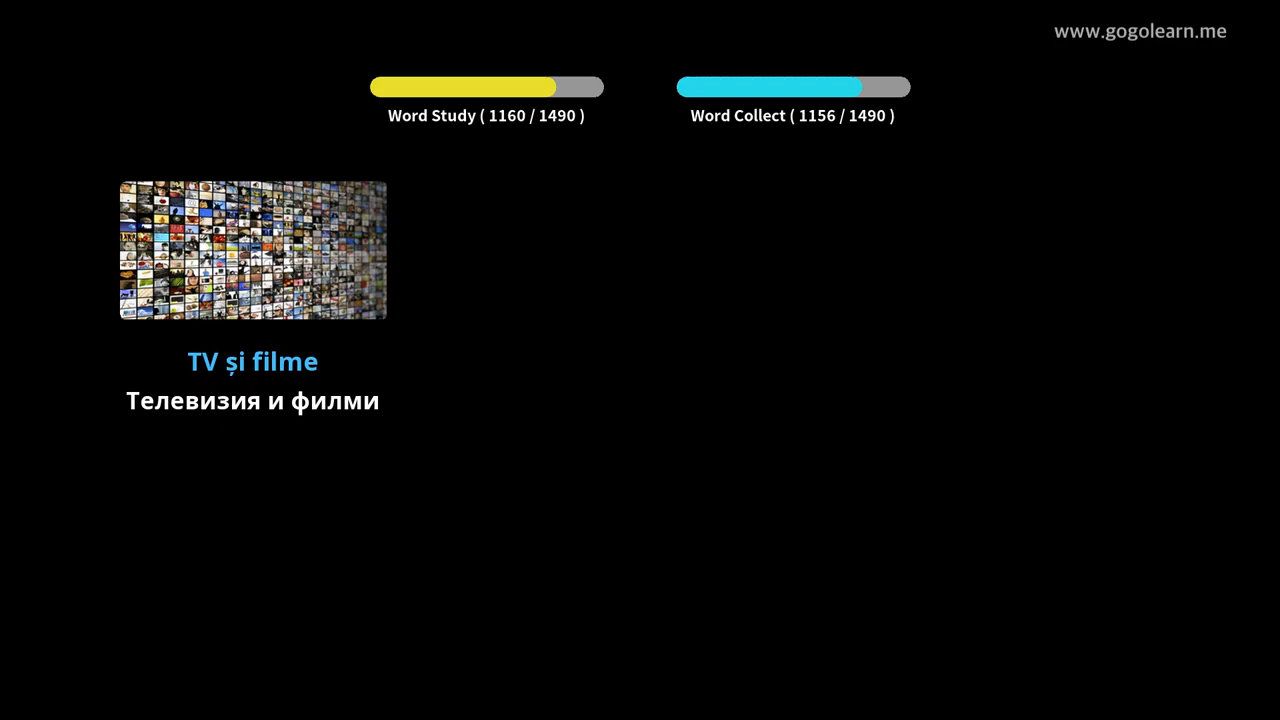 www.gogolearn.me
Word Study ( 1160 / 1490 )
Word Collect ( 1156 / 1490 )
TV și filme
Телевизия и филми